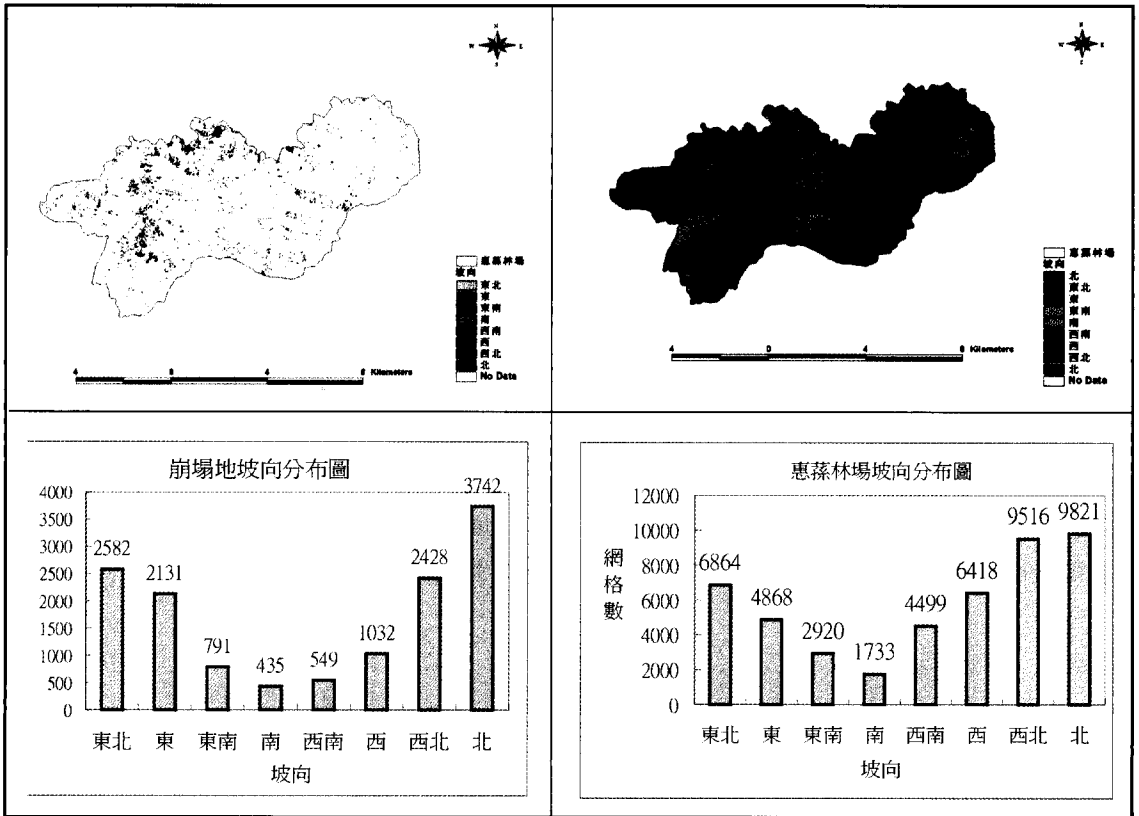 N
W E
S
惠蓀林場
坡向
東北
東
東南
南
西南
西
西北
北
No Data
4 0 4 8 Kilometers
N
W E
S
惠蓀林場
坡向
北
東北
東
東南
南
西南
西
西北
北
No Data
4 0 4 8 Kilometers
崩塌地坡向分布圖
4000
3500
3000
2500
2000
1500
1000
500
0
2582
2131
791
435
549
1032
2428
3742
東北 東 東南 南 西南 西 西北 北
坡向
惠蓀林場坡向分布圖
網格數
12000
10000
8000
6000
4000
2000
0
6864
4868
2920
1733
4499
6418
9516
9821
東北 東 東南 南 西南 西 西北 北
坡向